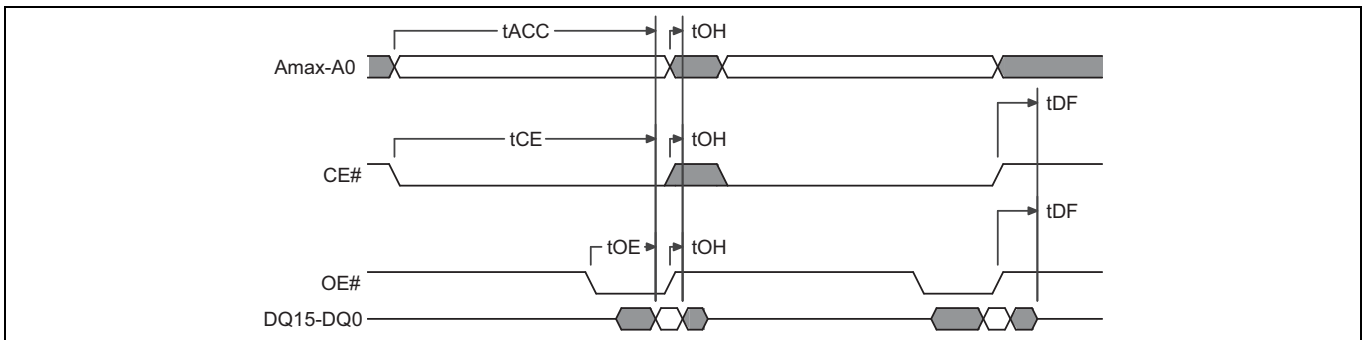 tACC
tOH
Amax-A0
tDF
tCE
tOH
CE#
tDF
tOE
tOH
OE#
DQ15-DQ0